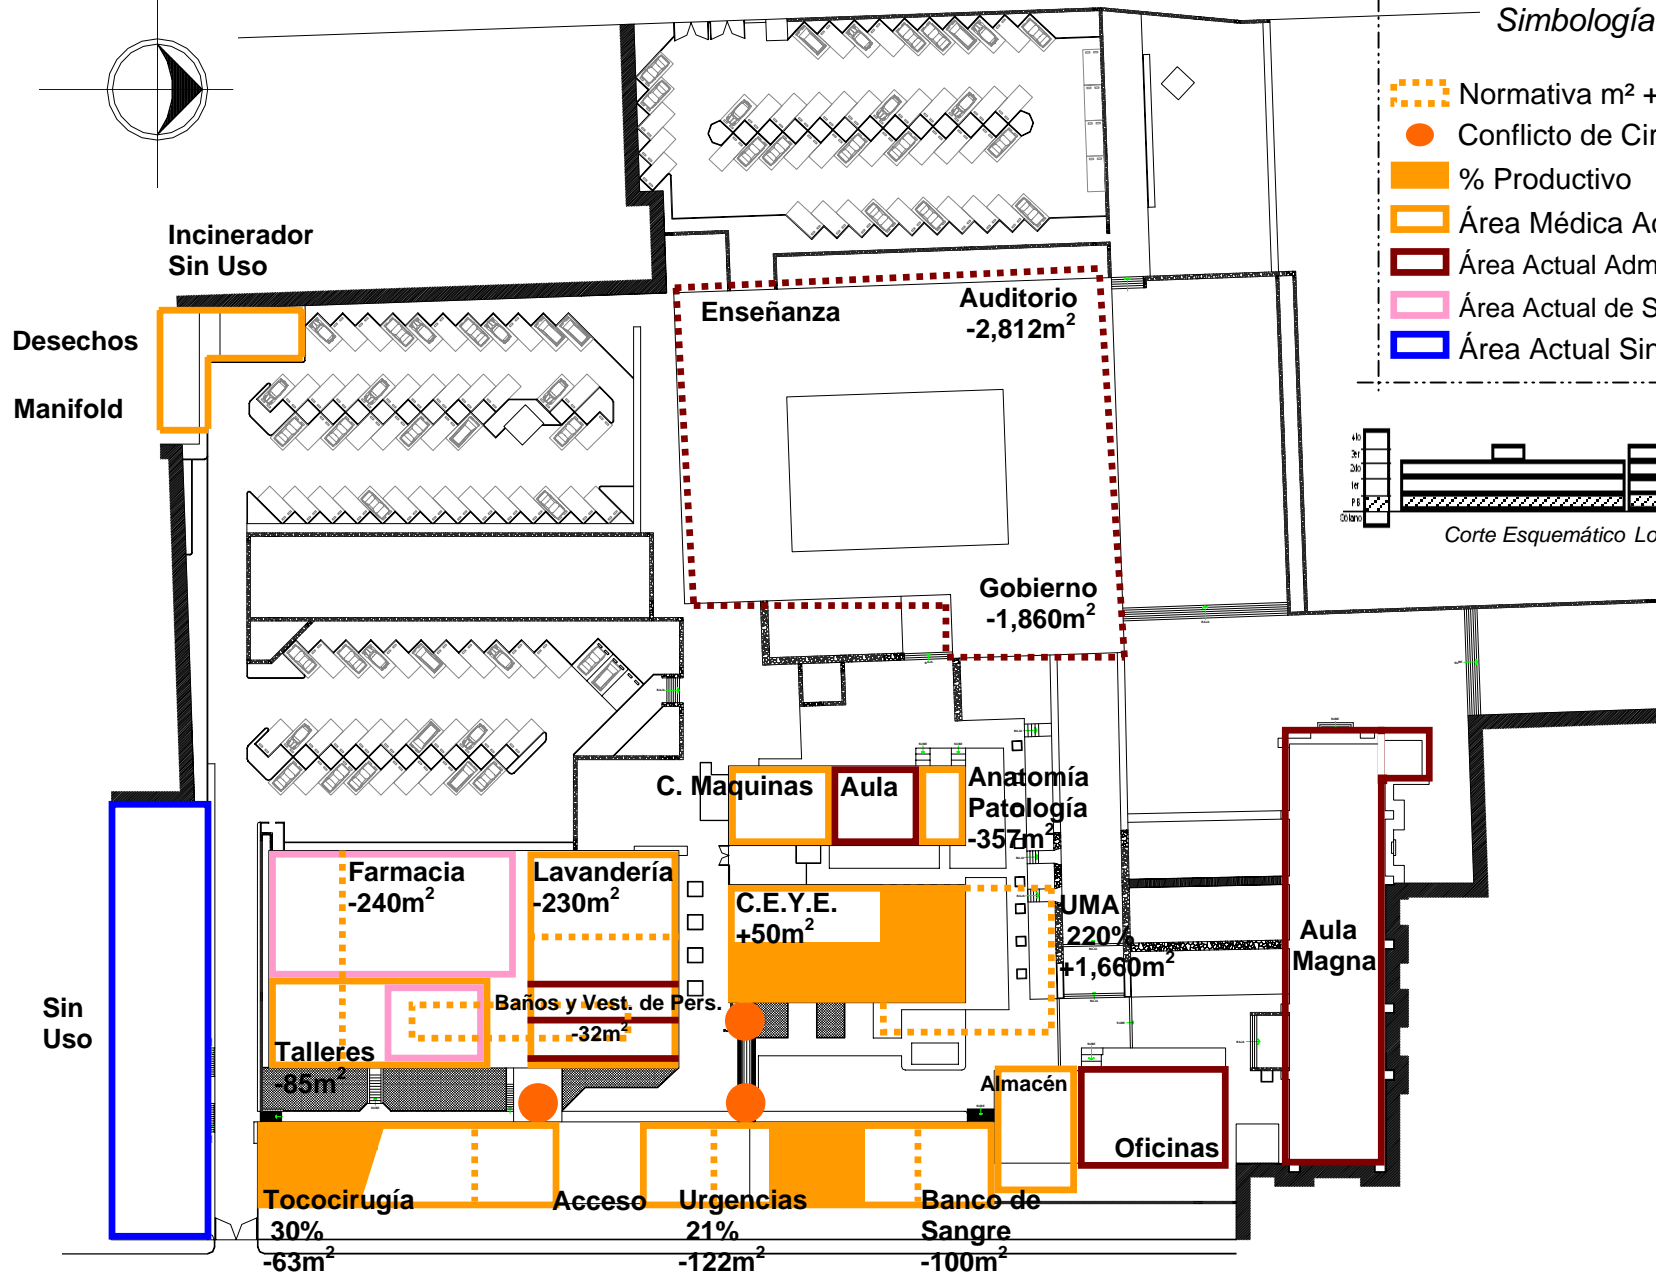 Simbología
Normativa m² +
Conflicto de Cir
% Productivo
Área Médica Ac
Área Actual Adm
Área Actual de S
Área Actual Sin
Corte Esquemático Lo
Incinerador
Sin Uso
Desechos
Manifold
Enseñanza
Auditorio
-2,812m²
Gobierno
-1,860m²
C. Maquinas
Aula
Anatomía
Patología
-357m²
Farmacia
-240m²
Lavandería
-230m²
C.E.Y.E.
+50m²
UMA
220%
+1,660m²
Aula
Magna
Sin
Uso
Baños y Vest. de Pers.
-32m²
Talleres
-85m²
Almacén
Oficinas
Tococirugía
30%
-63m²
Acceso
Urgencias
21%
-122m²
Banco de
Sangre
-100m²